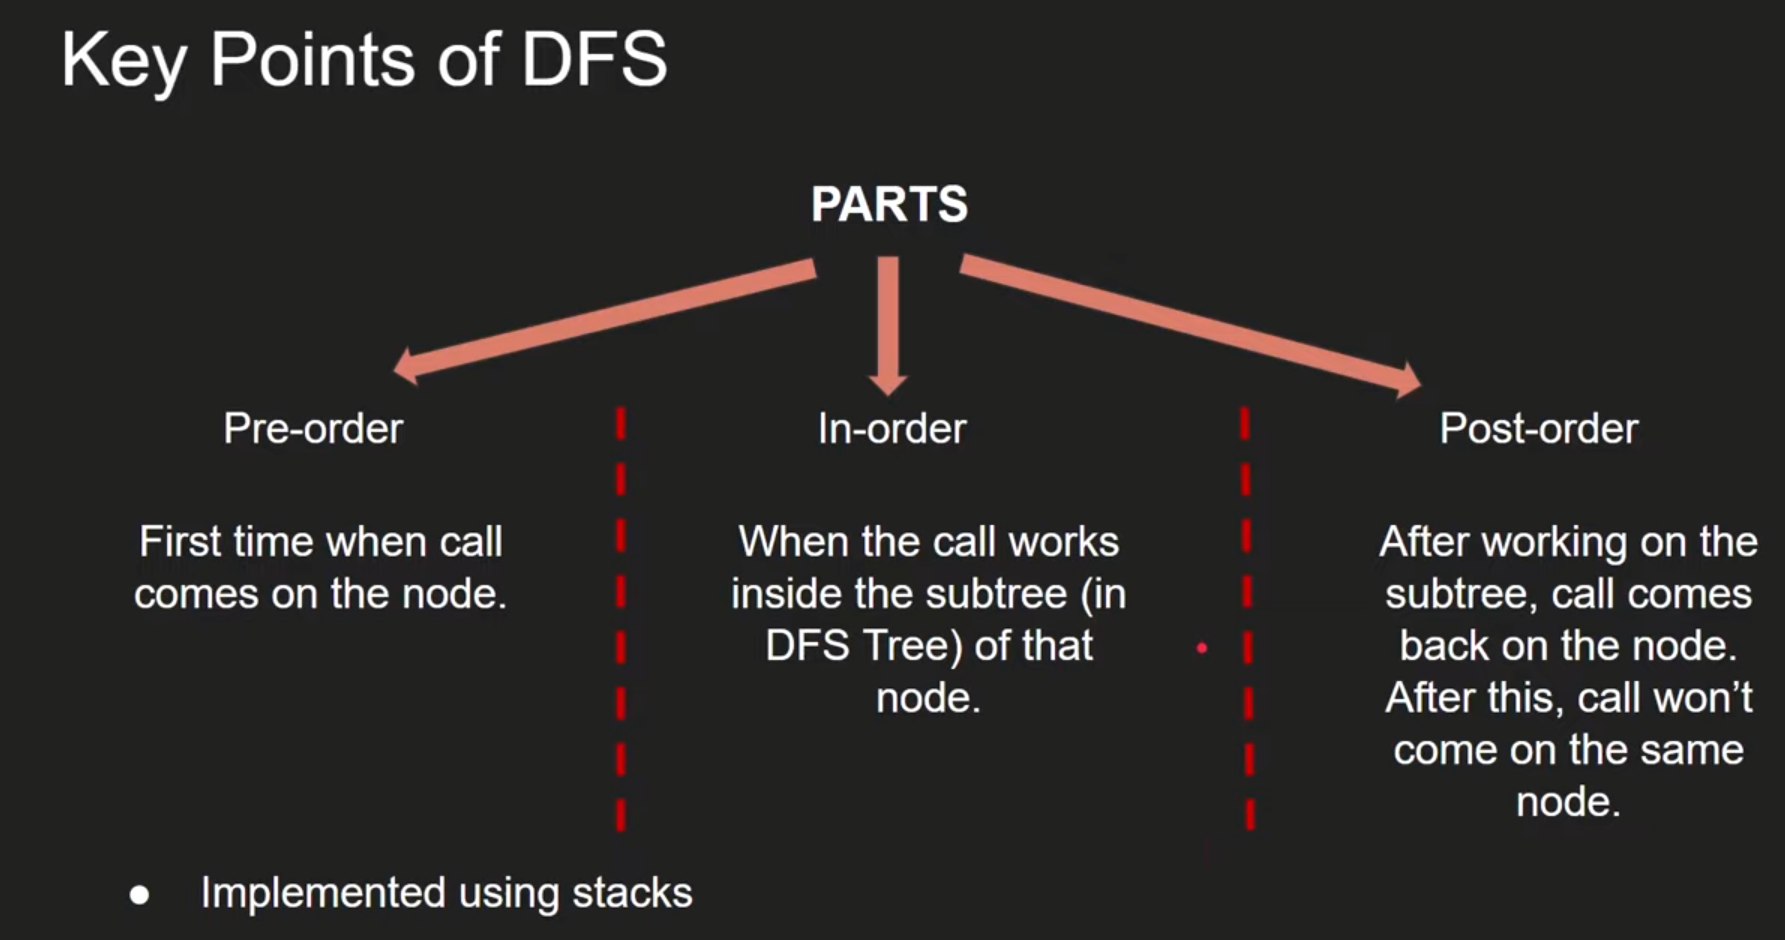 Key Points of DFS
PARTS
Pre-order
First time when call
comes on the node.
In-order
When the call works
inside the subtree (in
DFS Tree) of that
node.
Post-order
After working on the
subtree, call comes
back on the node.
After this, call won’t
come on the same
node.
● Implemented using stacks